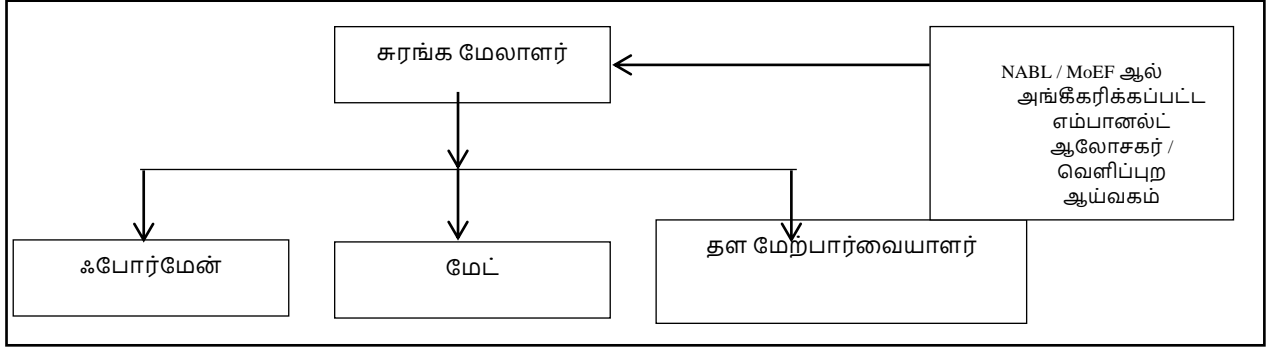 சுரங்க மேலாளர்
NABL / MoEF ஆல்
அங்கீகரிக்கப்பட்ட
எம்பானல்ட்
ஆலோசகர் /
வெளிப்புற
ஆய்வகம்
ஃபோர்மேன்
மேட்
தள மேற்பார்வையாளர்